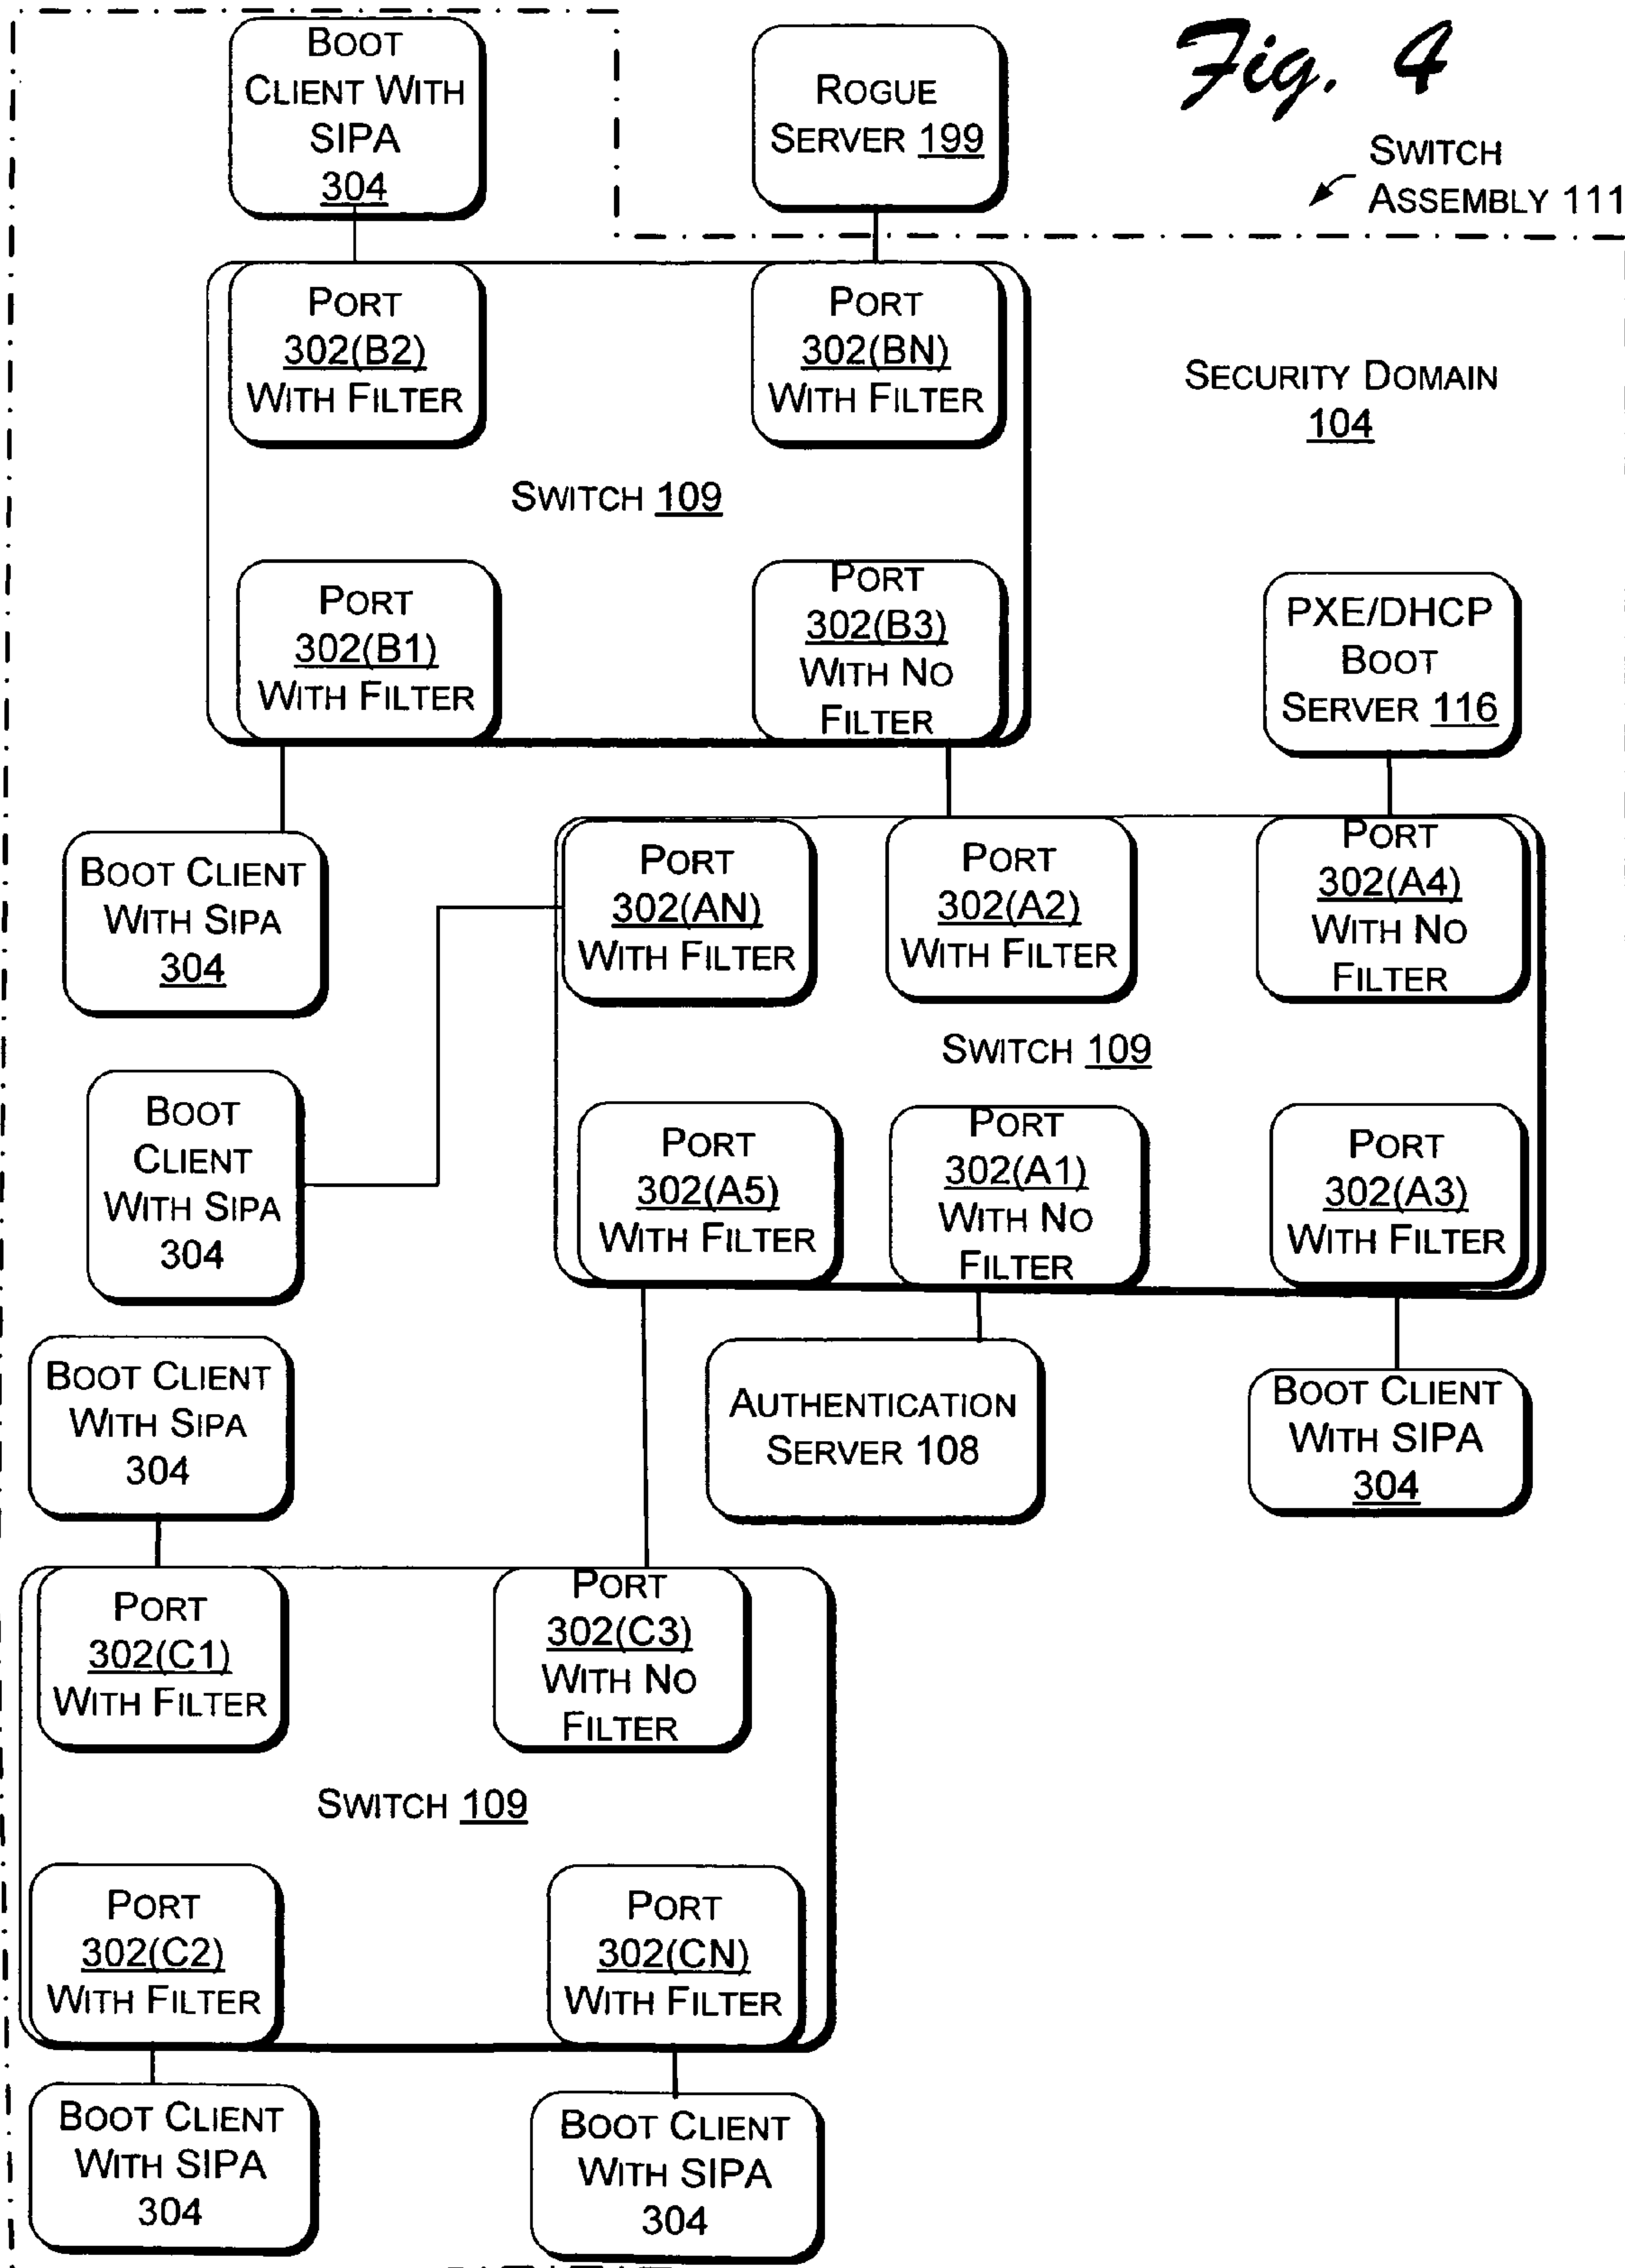 Fig. 4
BOOT
CLIENT WITH
SIPA
304
ROGUE
SERVER 199
SWITCH
ASSEMBLY 111
PORT
302(B2)
WITH FILTER
PORT
302(BN)
WITH FILTER
SECURITY DOMAIN
104
SWITCH 109
PORT
302(B1)
WITH FILTER
PORT
302(B3)
WITH NO
FILTER
PXE/DHCP
BOOT
SERVER 116
BOOT CLIENT
WITH SIPA
304
PORT
302(AN)
WITH FILTER
PORT
302(A2)
WITH FILTER
PORT
302(A4)
WITH NO
FILTER
SWITCH 109
BOOT
CLIENT
WITH SIPA
304
PORT
302(A5)
WITH FILTER
PORT
302(A1)
WITH NO
FILTER
PORT
302(A3)
WITH FILTER
BOOT CLIENT
WITH SIPA
304
AUTHENTICATION
SERVER 108
BOOT CLIENT
WITH SIPA
304
PORT
302(C1)
WITH FILTER
PORT
302(C3)
WITH NO
FILTER
SWITCH 109
PORT
302(C2)
WITH FILTER
PORT
302(CN)
WITH FILTER
BOOT CLIENT
WITH SIPA
304
BOOT CLIENT
WITH SIPA
304